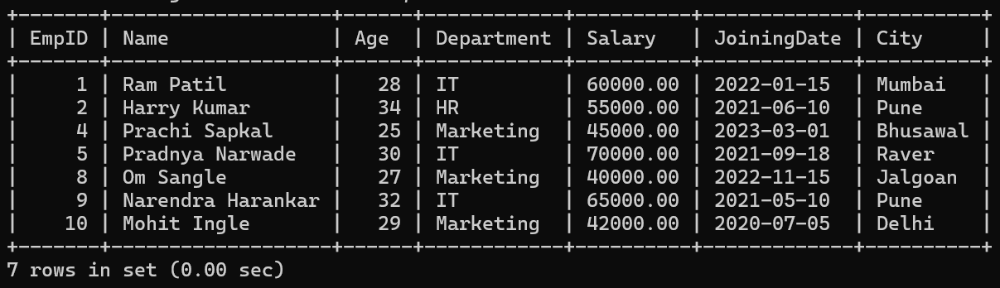 +-------+-------------------+------+------------+----------+-------------+----------+
| EmpID | Name              | Age  | Department | Salary   | JoiningDate | City     |
+-------+-------------------+------+------------+----------+-------------+----------+
|     1 | Ram Patil         |   28 | IT         | 60000.00 | 2022-01-15  | Mumbai   |
|     2 | Harry Kumar       |   34 | HR         | 55000.00 | 2021-06-10  | Pune     |
|     4 | Prachi Sapkal     |   25 | Marketing  | 45000.00 | 2023-03-01  | Bhusawal |
|     5 | Pradnya Narwade   |   30 | IT         | 70000.00 | 2021-09-18  | Raver    |
|     8 | Om Sangle         |   27 | Marketing  | 40000.00 | 2022-11-15  | Jalgoan  |
|     9 | Narendra Harankar |   32 | IT         | 65000.00 | 2021-05-10  | Pune     |
|    10 | Mohit Ingle       |   29 | Marketing  | 42000.00 | 2020-07-05  | Delhi    |
+-------+-------------------+------+------------+----------+-------------+----------+
7 rows in set (0.00 sec)